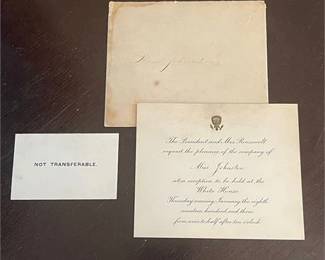 The President and Mrs Roosevelt
request the pleasure of the company of
Miss Johnston
at a reception to be held at the
White House
Thursday evening January the eighth
nineteen hundred and three
from nine to half after ten o'clock
NOT TRANSFERABLE.